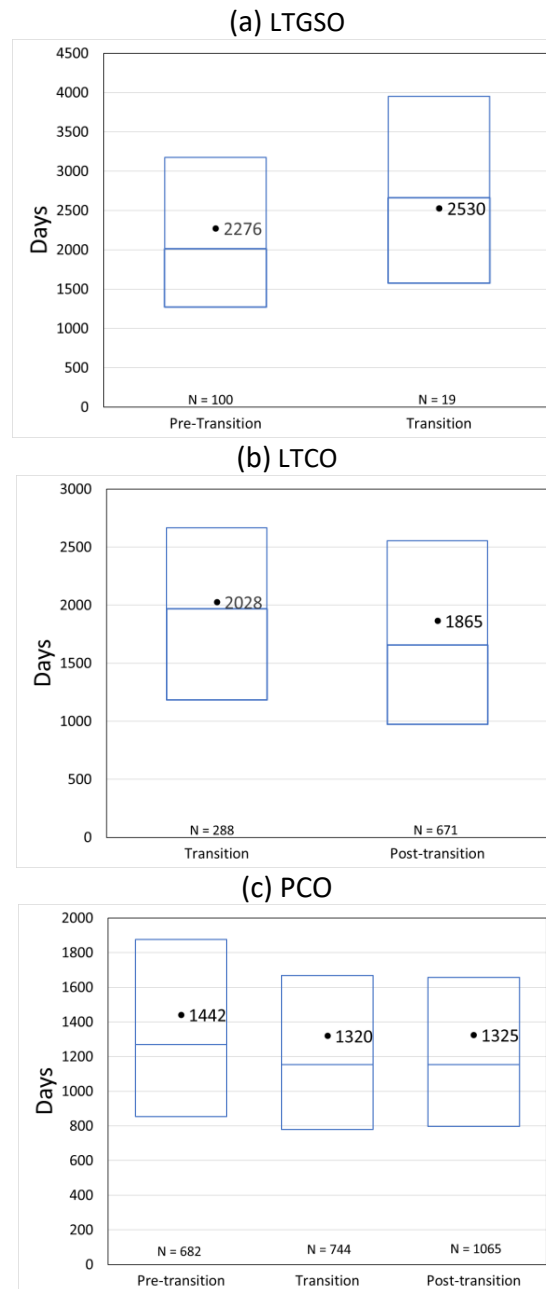 (a) LTGSO
4500
4000
3500
3000
2500
2000
1500
1000
500
0
Days
2276
2530
N = 100
N = 19
Pre-Transition
Transition
(b) LTCO
3000
2500
2000
1500
1000
500
0
Days
2028
1865
N = 288
N = 671
Transition
Post-transition
(c) PCO
2000
1800
1600
1400
1200
1000
800
600
400
200
0
Days
1442
1320
1325
N = 682
N = 744
N = 1065
Pre-transition
Transition
Post-transition